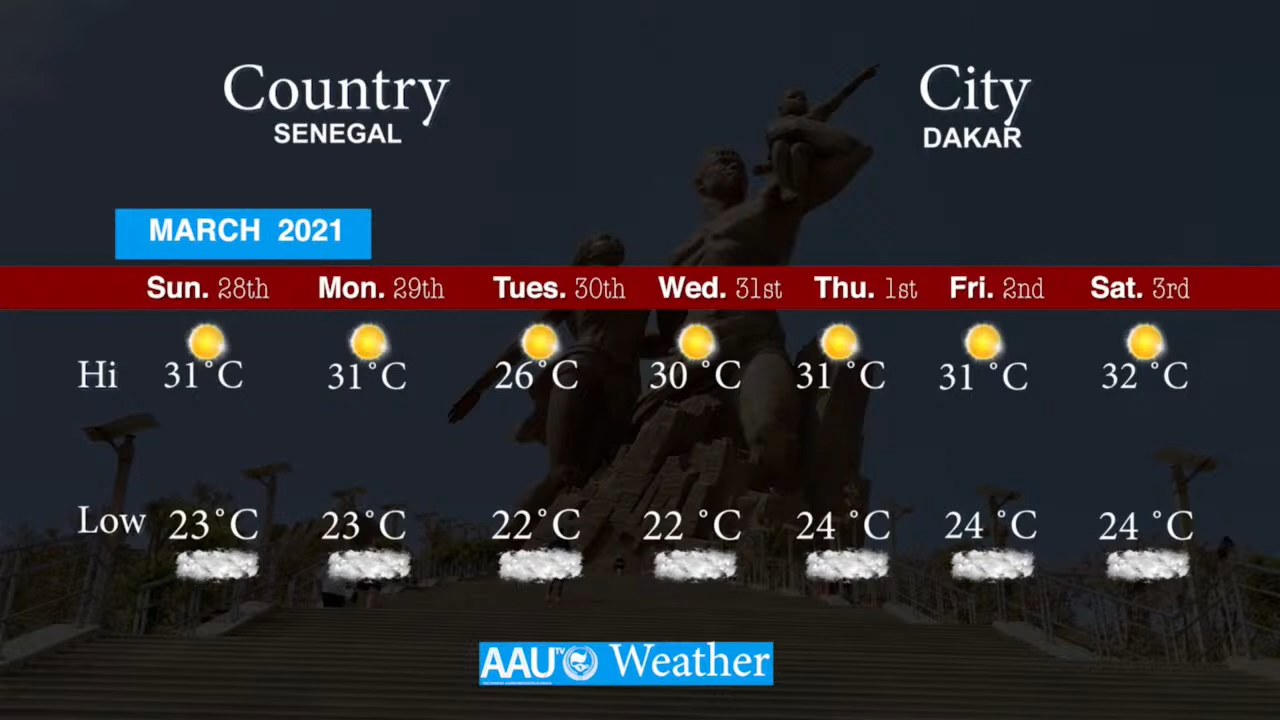 Country
SENEGAL
City
DAKAR
MARCH 2021
Sun. 28th Mon. 29th Tues. 30th Wed. 31st Thu. 1st Fri. 2nd Sat. 3rd
Hi 31°C 31°C 26°C 30 °C 31 °C 31 °C 32 °C
Low 23°C 23°C 22°C 22 °C 24 °C 24 °C 24 °C
AAU TV Weather